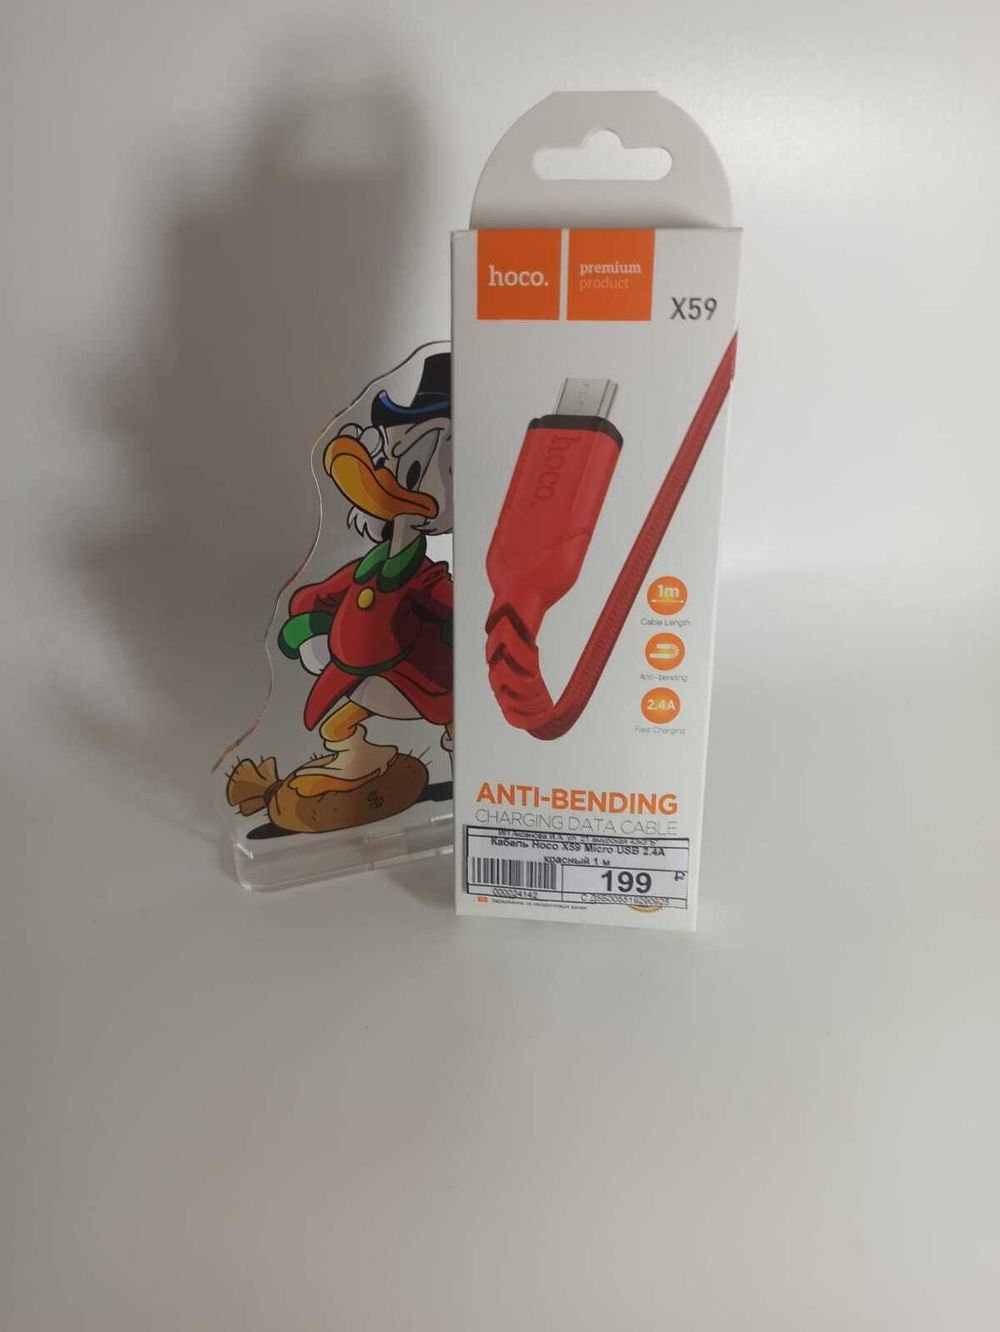 hoco.
premium
product
X59
hoco.
1m
Cable Length
Anti-bending
2.4A
Fast Charging
ANTI-BENDING
CHARGING DATA CABLE
Кабель Hoco X59 Micro USB 2.4A
красный 1 м
199 ₽
000024142